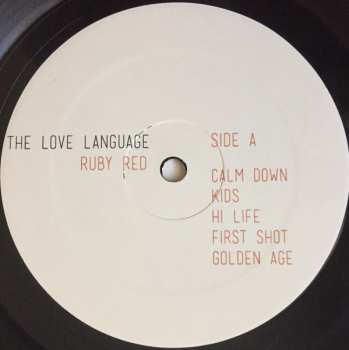 THE LOVE LANGUAGE
RUBY RED
SIDE A
CALM DOWN
KIDS
HI LIFE
FIRST SHOT
GOLDEN AGE